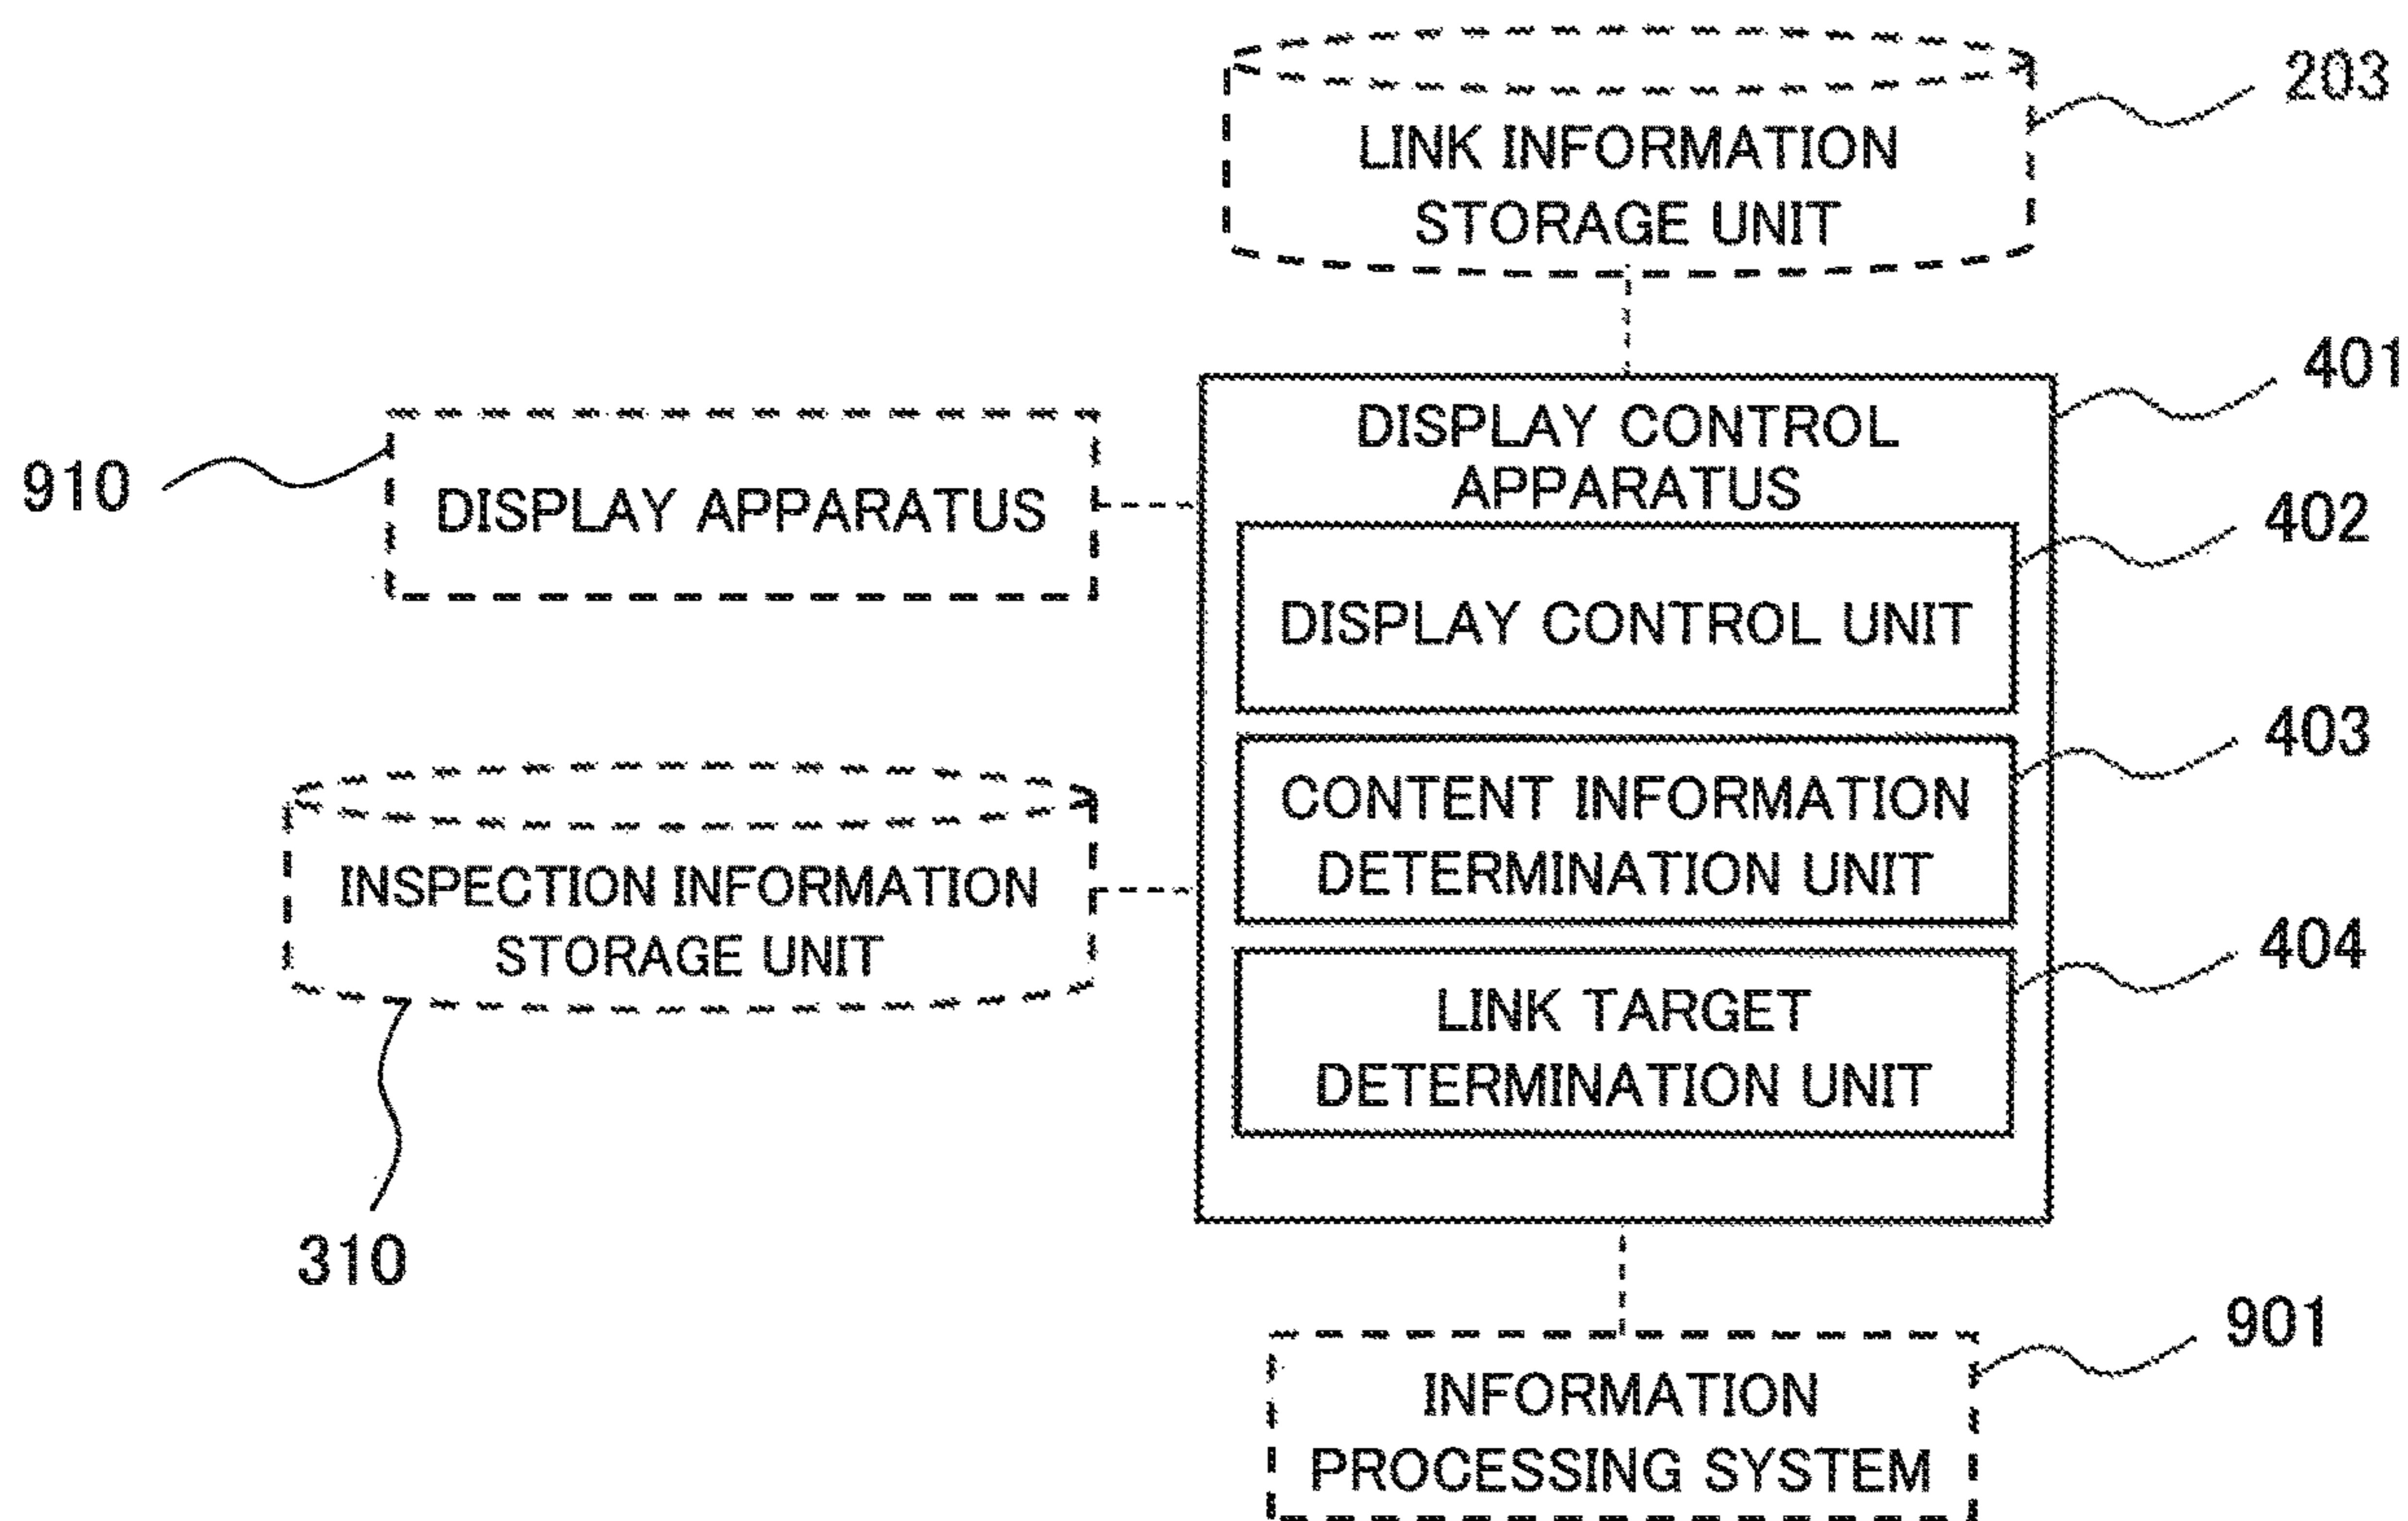 203
LINK INFORMATION
STORAGE UNIT
401
DISPLAY CONTROL
APPARATUS
910
DISPLAY APPARATUS
402
DISPLAY CONTROL UNIT
403
CONTENT INFORMATION
DETERMINATION UNIT
INSPECTION INFORMATION
STORAGE UNIT
404
LINK TARGET
DETERMINATION UNIT
310
901
INFORMATION
PROCESSING SYSTEM